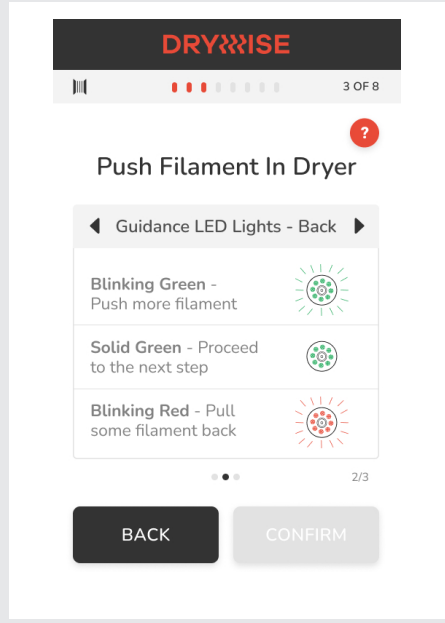 DRYWISE
3 OF 8
?
Push Filament In Dryer
Guidance LED Lights - Back
Blinking Green -
Push more filament
Solid Green - Proceed
to the next step
Blinking Red - Pull
some filament back
2/3
BACK
CONFIRM